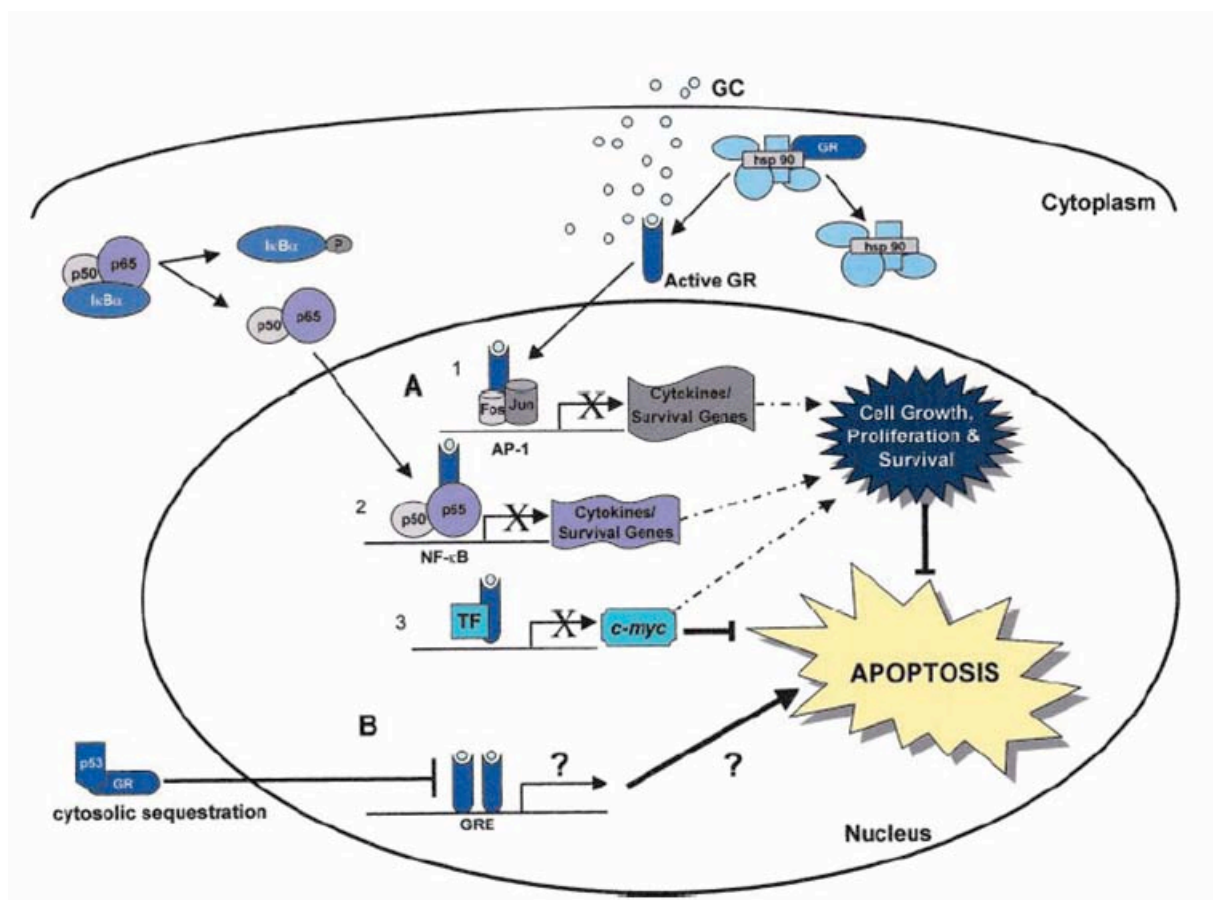 GC
hsp 90
GR
Cytoplasm
hsp 90
IκBα
P
p50
p65
IκBα
p50
p65
Active GR
A
1
Fos
Jun
AP-1
X
Cytokines/
Survival Genes
Cell Growth,
Proliferation &
Survival
2
p50
p65
NF-κB
X
Cytokines/
Survival Genes
3
TF
X
c-myc
APOPTOSIS
B
p53
GR
cytosolic sequestration
GRE
?
?
Nucleus